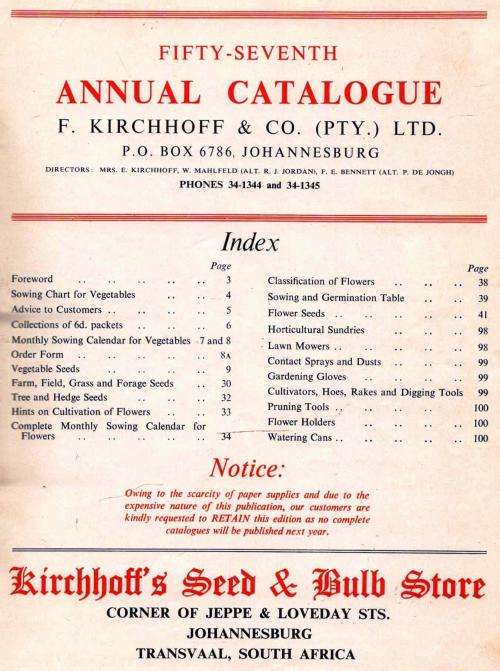 FIFTY-SEVENTH
ANNUAL CATALOGUE
F. KIRCHHOFF & CO. (PTY.) LTD.
P.O. BOX 6786, JOHANNESBURG
DIRECTORS: MRS. E. KIRCHHOFF, W. MAHLFELD (ALT. R. J. JORDAN), F. E. BENNETT (ALT. P. DE JONGH)
PHONES 34-1344 and 34-1345
Index
Page
Foreword .. .. .. .. .. 3
Sowing Chart for Vegetables .. .. 4
Advice to Customers .. .. .. .. 5
Collections of 6d. packets .. .. .. 6
Monthly Sowing Calendar for Vegetables 7 and 8
Order Form .. .. .. .. .. 8A
Vegetable Seeds .. .. .. .. 9
Farm, Field, Grass and Forage Seeds .. 30
Tree and Hedge Seeds .. .. .. 32
Hints on Cultivation of Flowers .. .. 33
Complete Monthly Sowing Calendar for
Flowers .. .. .. .. .. 34
Page
Classification of Flowers .. .. .. 38
Sowing and Germination Table .. .. 39
Flower Seeds .. .. .. .. .. 41
Horticultural Sundries .. .. .. 98
Lawn Mowers .. .. .. .. .. 98
Contact Sprays and Dusts .. .. .. 99
Gardening Gloves .. .. .. .. 99
Cultivators, Hoes, Rakes and Digging Tools 99
Pruning Tools .. .. .. .. .. 100
Flower Holders .. .. .. .. 100
Watering Cans .. .. .. .. .. 100
Notice:
Owing to the scarcity of paper supplies and due to the
expensive nature of this publication, our customers are
kindly requested to RETAIN this edition as no complete
catalogues will be published next year.
Kirchhoff's Seed & Bulb Store
CORNER OF JEPPE & LOVEDAY STS.
JOHANNESBURG
TRANSVAAL, SOUTH AFRICA